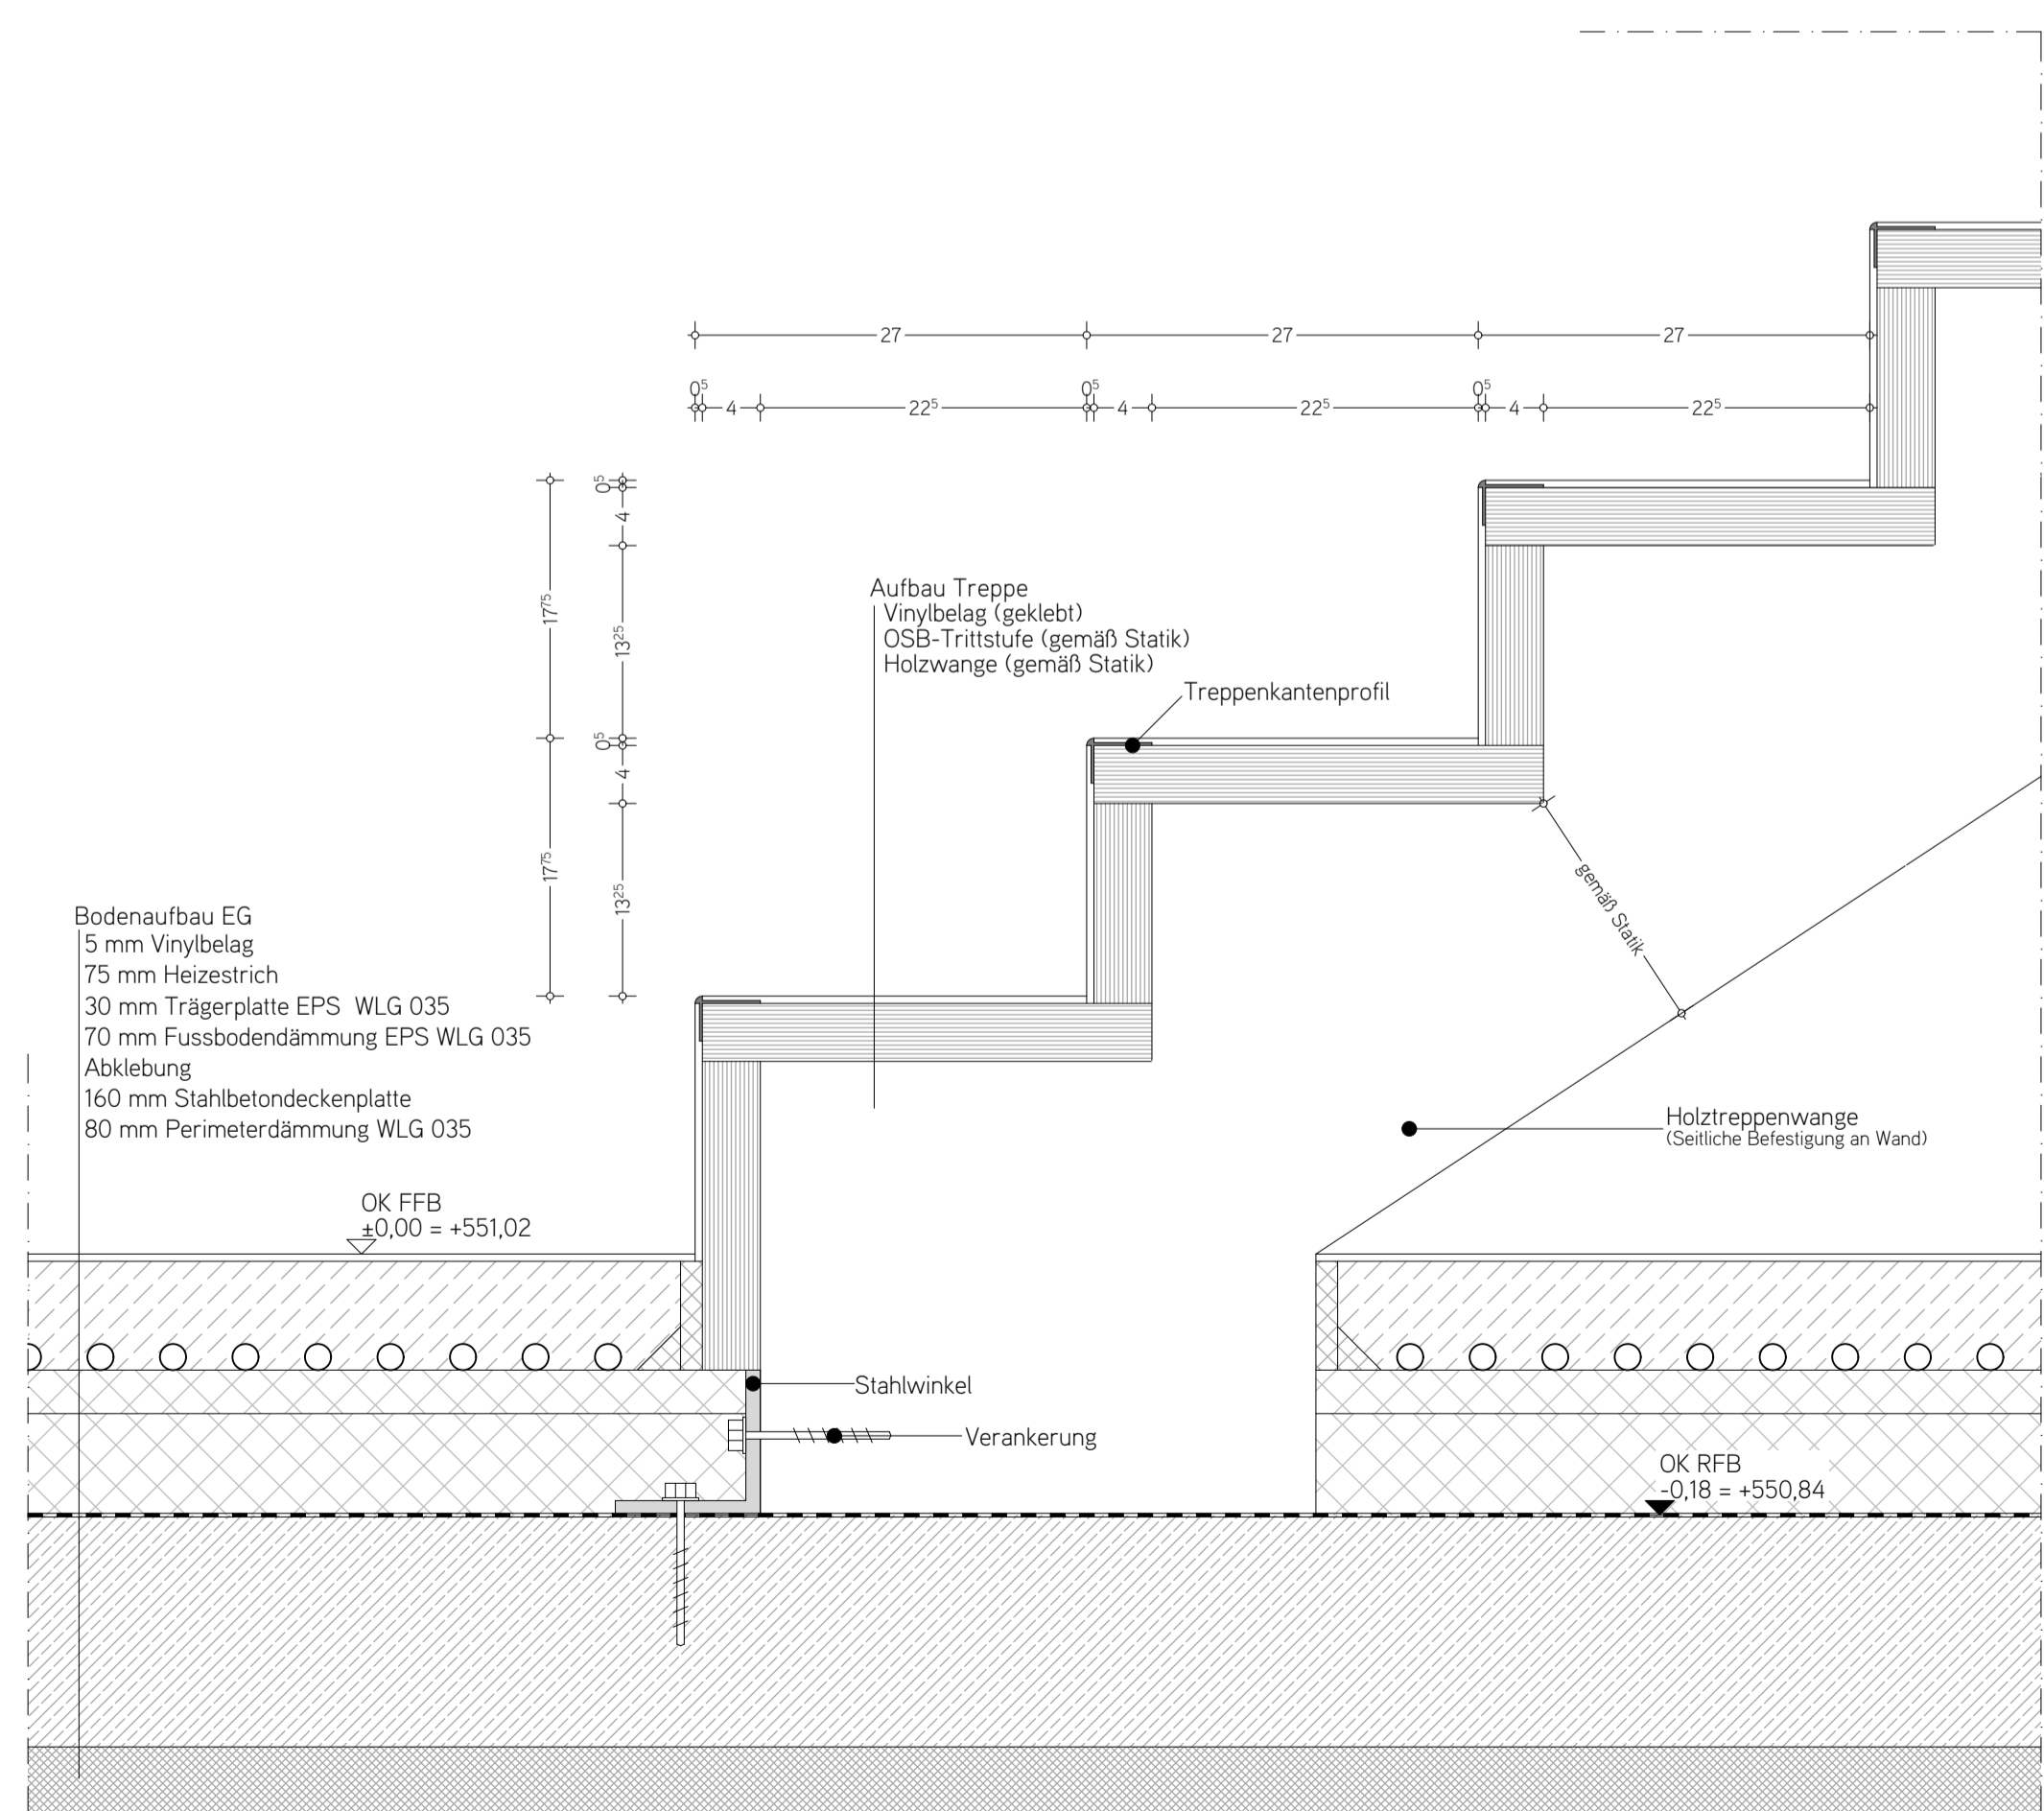 27 27 27
0⁵ 4 22⁵ 0⁵ 4 22⁵ 0⁵ 4 22⁵
17⁷⁵
17⁷⁵
0⁵
4
13²⁵
0⁵
4
13²⁵
Aufbau Treppe
Vinylbelag (geklebt)
OSB-Trittstufe (gemäß Statik)
Holzwange (gemäß Statik)
Treppenkantenprofil
gemäß Statik
Bodenaufbau EG
5 mm Vinylbelag
75 mm Heizestrich
30 mm Trägerplatte EPS WLG 035
70 mm Fussbodendämmung EPS WLG 035
Abklebung
160 mm Stahlbetondeckenplatte
80 mm Perimeterdämmung WLG 035
Holztreppenwange
(Seitliche Befestigung an Wand)
OK FFB
±0,00 = +551,02
Stahlwinkel
Verankerung
OK RFB
-0,18 = +550,84